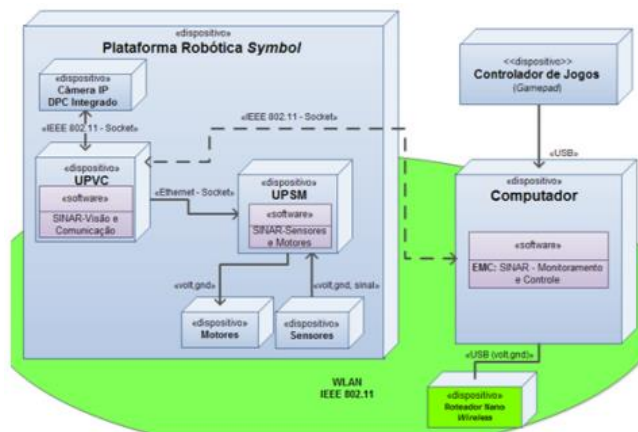 «dispositivo»
Plataforma Robótica Symbol
«dispositivo»
Câmera IP
DPC Integrado
«IEEE 802.11 - Socket»
«dispositivo»
UPVC
«software»
SINAR-Visão e
Comunicação
«Ethernet - Socket»
«dispositivo»
UPSM
«software»
SINAR-Sensores
e Motores
«volt,gnd»
«volt,gnd, sinal»
«dispositivo»
Motores
«dispositivo»
Sensores
«IEEE 802.11 - Socket»
<<dispositivo>>
Controlador de Jogos
(Gamepad)
«USB»
«dispositivo»
Computador
«software»
EMC: SINAR - Monitoramento
e Controle
«USB (volt,gnd)»
«dispositivo»
Roteador Nano
Wireless
WLAN
IEEE 802.11